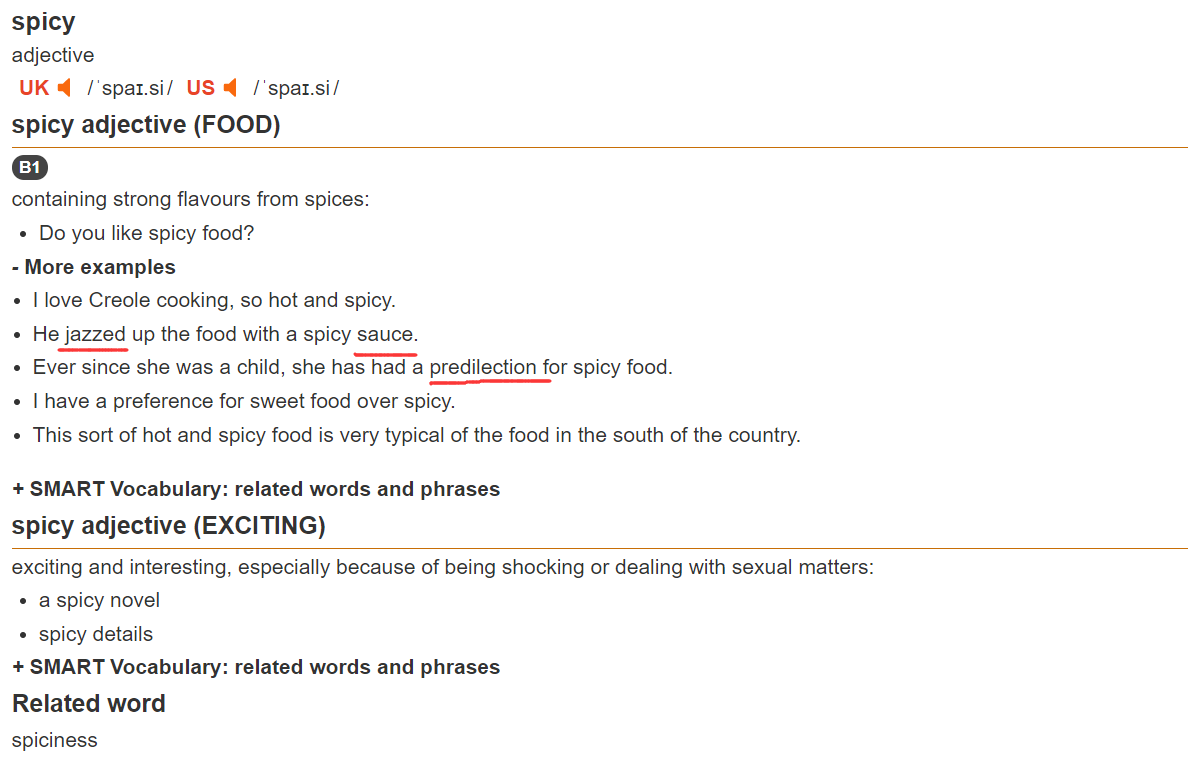 spicy
adjective
UK /ˈspaɪ.si/ US /ˈspaɪ.si/
spicy adjective (FOOD)
B1
containing strong flavours from spices:
• Do you like spicy food?
- More examples
• I love Creole cooking, so hot and spicy.
• He jazzed up the food with a spicy sauce.
• Ever since she was a child, she has had a predilection for spicy food.
• I have a preference for sweet food over spicy.
• This sort of hot and spicy food is very typical of the food in the south of the country.
+ SMART Vocabulary: related words and phrases
spicy adjective (EXCITING)
exciting and interesting, especially because of being shocking or dealing with sexual matters:
• a spicy novel
• spicy details
+ SMART Vocabulary: related words and phrases
Related word
spiciness